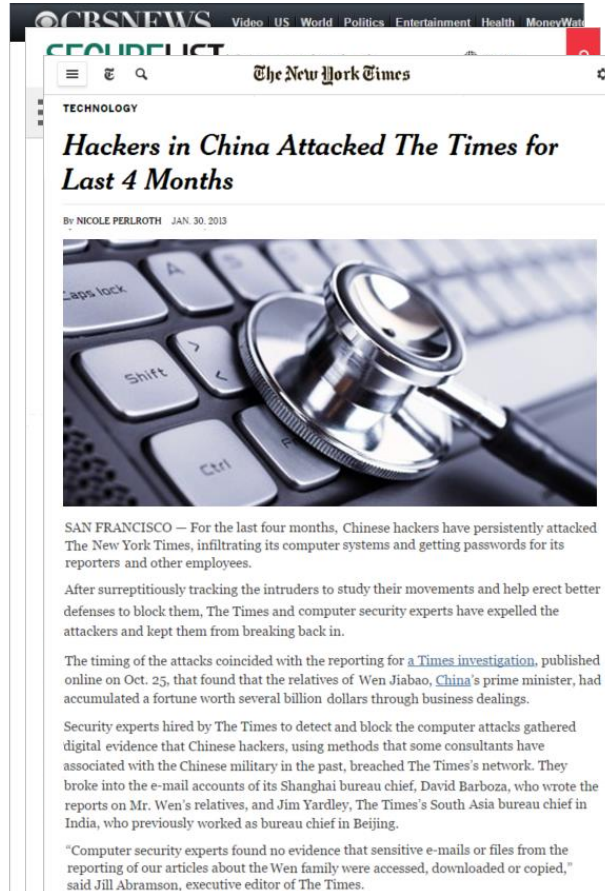 CBSNEWS Video US World Politics Entertainment Health MoneyWatch
SECURELIST
The New York Times
TECHNOLOGY
Hackers in China Attacked The Times for
Last 4 Months
By NICOLE PERLROTH JAN. 30, 2013
Caps lock
A
S
Shift
> <
Ctrl
SAN FRANCISCO — For the last four months, Chinese hackers have persistently attacked
The New York Times, infiltrating its computer systems and getting passwords for its
reporters and other employees.
After surreptitiously tracking the intruders to study their movements and help erect better
defenses to block them, The Times and computer security experts have expelled the
attackers and kept them from breaking back in.
The timing of the attacks coincided with the reporting for a Times investigation, published
online on Oct. 25, that found that the relatives of Wen Jiabao, China's prime minister, had
accumulated a fortune worth several billion dollars through business dealings.
Security experts hired by The Times to detect and block the computer attacks gathered
digital evidence that Chinese hackers, using methods that some consultants have
associated with the Chinese military in the past, breached The Times's network. They
broke into the e-mail accounts of its Shanghai bureau chief, David Barboza, who wrote the
reports on Mr. Wen's relatives, and Jim Yardley, The Times's South Asia bureau chief in
India, who previously worked as bureau chief in Beijing.
“Computer security experts found no evidence that sensitive e-mails or files from the
reporting of our articles about the Wen family were accessed, downloaded or copied,”
said Jill Abramson, executive editor of The Times.